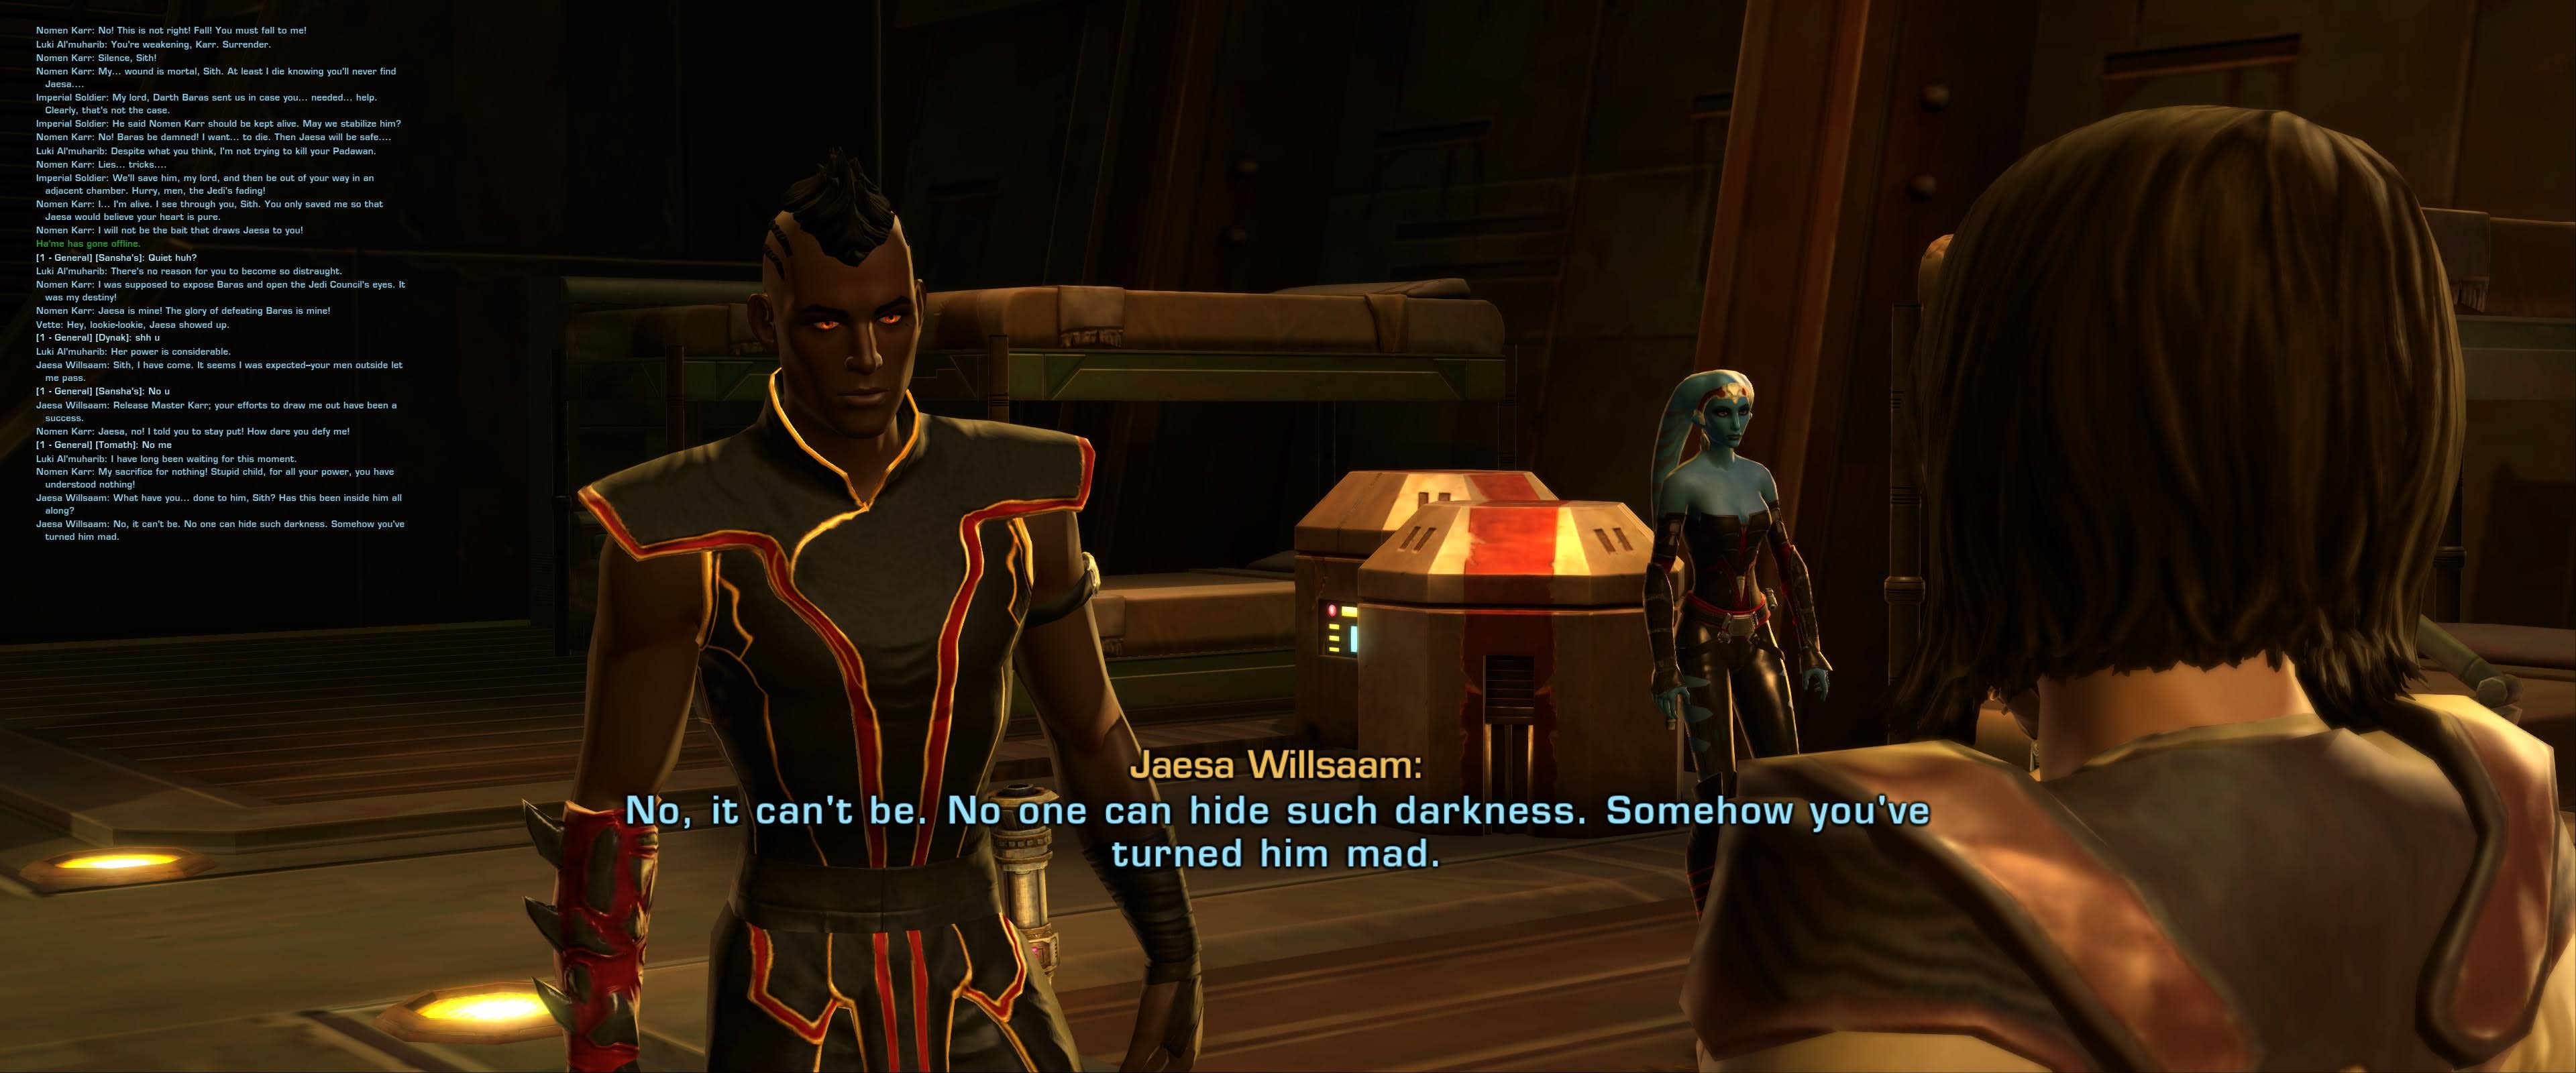 Nomen Karr: No! This is not right! Fall! You must fall to me!
Luki Al'muharib: You're weakening, Karr. Surrender.
Nomen Karr: Silence, Sith!
Nomen Karr: My... wound is mortal, Sith. At least I die knowing you'll never find
Jaesa....
Imperial Soldier: My lord, Darth Baras sent us in case you... needed... help.
Clearly, that's not the case.
Imperial Soldier: He said Nomen Karr should be kept alive. May we stabilize him?
Nomen Karr: No! Baras be damned! I want... to die. Then Jaesa will be safe....
Luki Al'muharib: Despite what you think, I'm not trying to kill your Padawan.
Nomen Karr: Lies... tricks....
Imperial Soldier: We'll save him, my lord, and then be out of your way in an
adjacent chamber. Hurry, men, the Jedi's fading!
Nomen Karr: I... I'm alive. I see through you, Sith. You only saved me so that
Jaesa would believe your heart is pure.
Nomen Karr: I will not be the bait that draws Jaesa to you!
Ha'me has gone offline.
[1 - General] [Sansha's]: Quiet huh?
Luki Al'muharib: There's no reason for you to become so distraught.
Nomen Karr: I was supposed to expose Baras and open the Jedi Council's eyes. It
was my destiny!
Nomen Karr: Jaesa is mine! The glory of defeating Baras is mine!
Vette: Hey, lookie-lookie, Jaesa showed up.
[1 - General] [Dynak]: shh u
Luki Al'muharib: Her power is considerable.
Jaesa Willsaam: Sith, I have come. It seems I was expected–your men outside let
me pass.
[1 - General] [Sansha's]: No u
Jaesa Willsaam: Release Master Karr; your efforts to draw me out have been a
success.
Nomen Karr: Jaesa, no! I told you to stay put! How dare you defy me!
[1 - General] [Tomath]: No me
Luki Al'muharib: I have long been waiting for this moment.
Nomen Karr: My sacrifice for nothing! Stupid child, for all your power, you have
understood nothing!
Jaesa Willsaam: What have you... done to him, Sith? Has this been inside him all
along?
Jaesa Willsaam: No, it can't be. No one can hide such darkness. Somehow you've
turned him mad.
Jaesa Willsaam:
No, it can't be. No one can hide such darkness. Somehow you've
turned him mad.